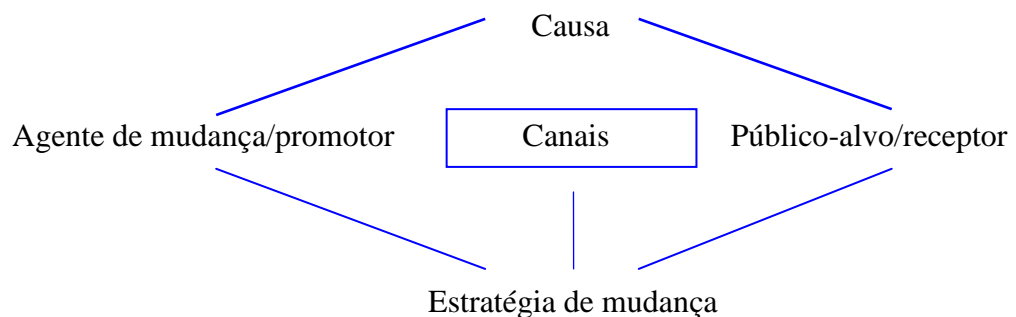 Causa
Agente de mudança/promotor
Canais
Público-alvo/receptor
Estratégia de mudança